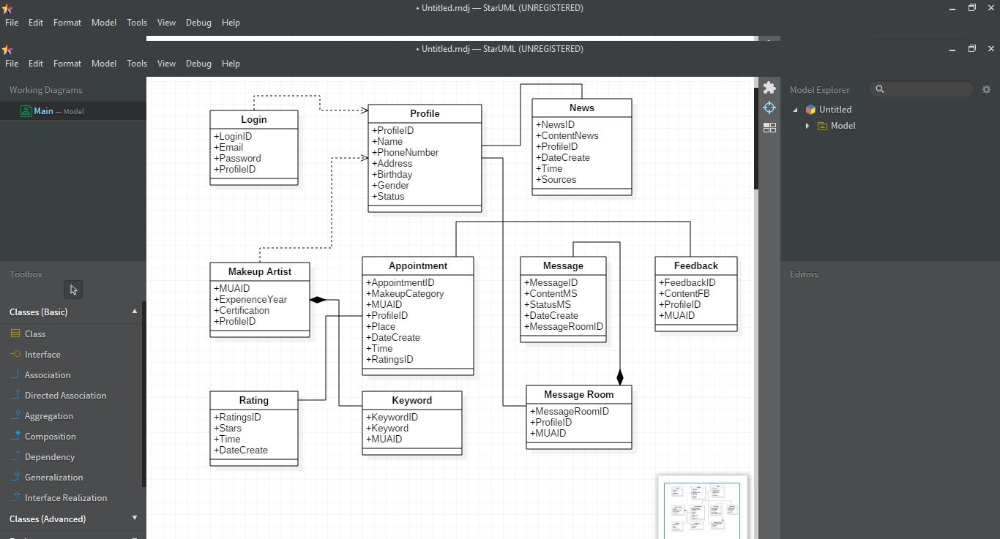 • Untitled.mdj — StarUML (UNREGISTERED)
File Edit Format Model Tools View Debug Help
• Untitled.mdj — StarUML (UNREGISTERED)
File Edit Format Model Tools View Debug Help
Working Diagrams
Main — Model
Toolbox
Classes (Basic)
Class
Interface
Association
Directed Association
Aggregation
Composition
Dependency
Generalization
Interface Realization
Classes (Advanced)
Login
+LoginID
+Email
+Password
+ProfileID
Profile
+ProfileID
+Name
+PhoneNumber
+Address
+Birthday
+Gender
+Status
News
+NewsID
+ContentNews
+ProfileID
+DateCreate
+Time
+Sources
Makeup Artist
+MUAID
+ExperienceYear
+Certification
+ProfileID
Appointment
+AppointmentID
+MakeupCategory
+MUAID
+ProfileID
+Place
+DateCreate
+Time
+RatingsID
Message
+MessageID
+ContentMS
+StatusMS
+DateCreate
+MessageRoomID
Feedback
+FeedbackID
+ContentFB
+ProfileID
+MUAID
Rating
+RatingsID
+Stars
+Time
+DateCreate
Keyword
+KeywordID
+Keyword
+MUAID
Message Room
+MessageRoomID
+ProfileID
+MUAID
Model Explorer
Untitled
Model
Editors